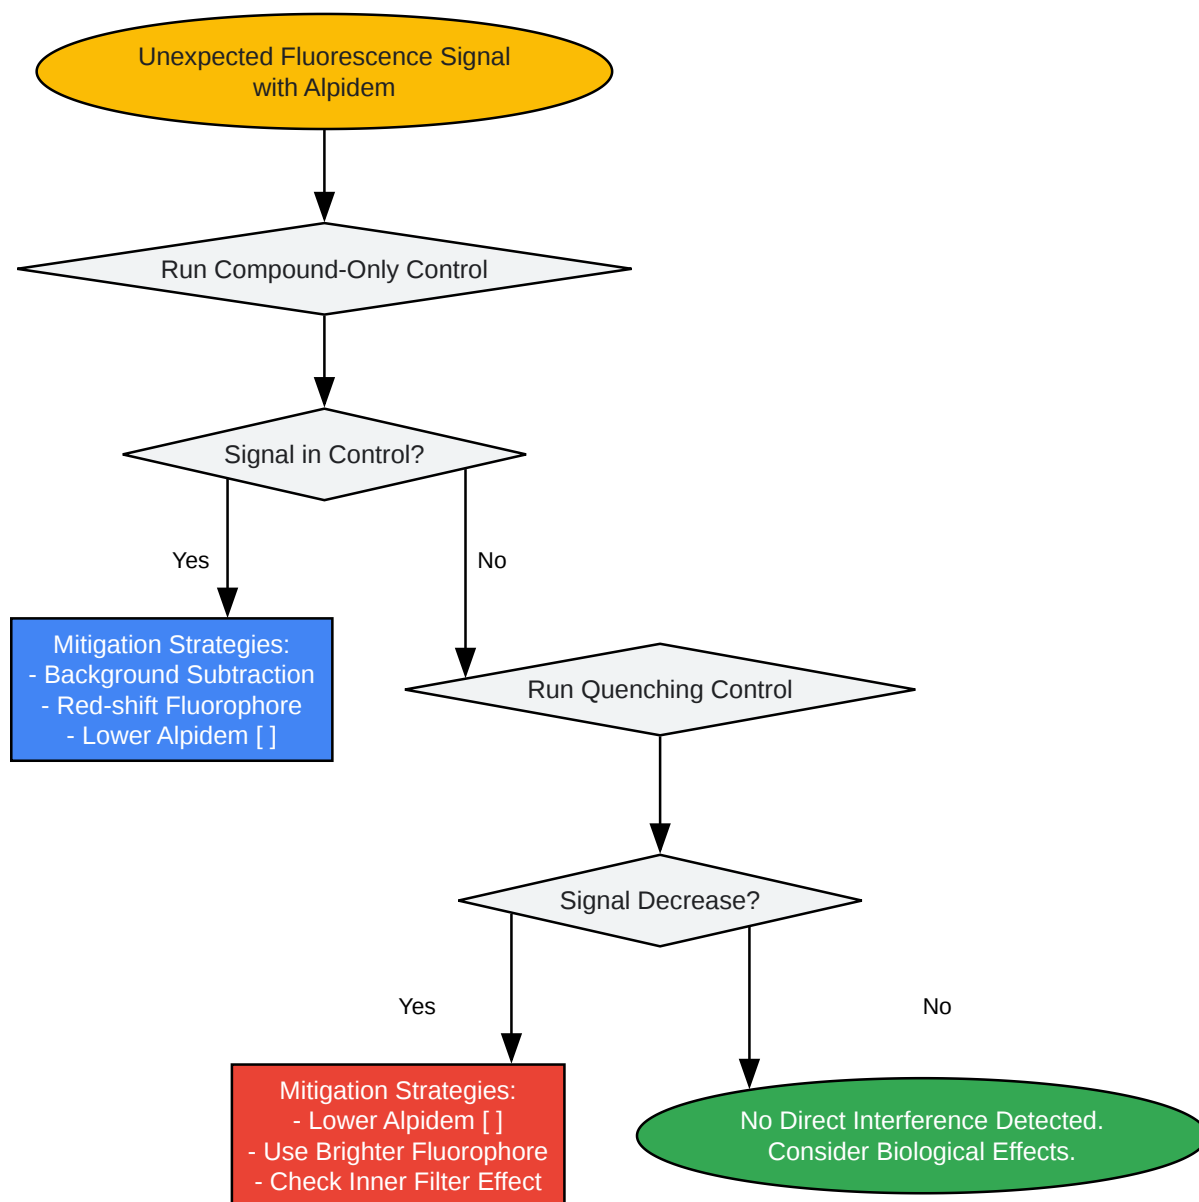 Unexpected Fluorescence Signal
with Alpidem
Run Compound-Only Control
Signal in Control?
Yes
No
Mitigation Strategies:
- Background Subtraction
- Red-shift Fluorophore
- Lower Alpidem [ ]
Run Quenching Control
Signal Decrease?
Yes
No
Mitigation Strategies:
- Lower Alpidem [ ]
- Use Brighter Fluorophore
- Check Inner Filter Effect
No Direct Interference Detected.
Consider Biological Effects.